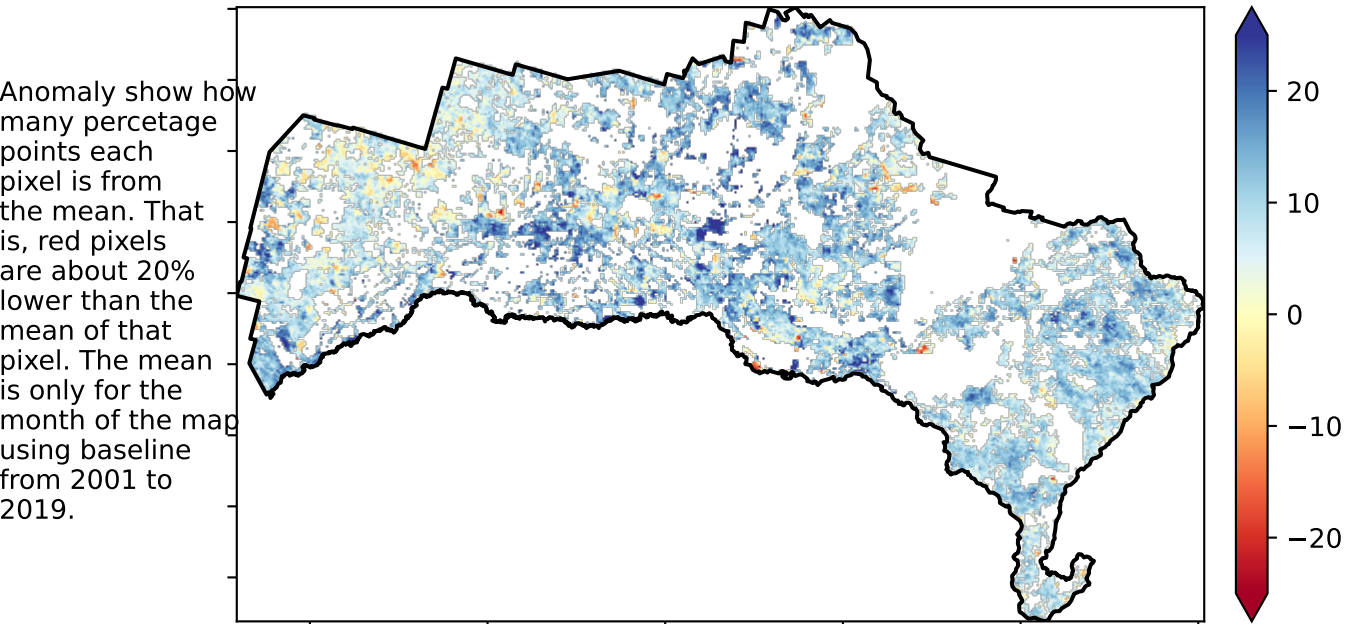 Anomaly show how
many percetage
points each
pixel is from
the mean. That
is, red pixels
are about 20%
lower than the
mean of that
pixel. The mean
is only for the
month of the map
using baseline
from 2001 to
2019.
20
10
0
−10
−20